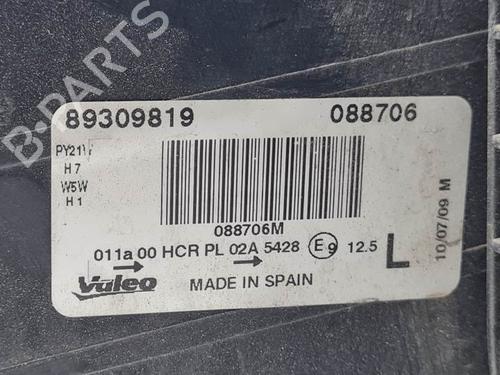 B-PARTS
89309819 088706
PY21W
H7
W5W
H1
088706M
011a 00 HCR PL 02A 5428 E9 12.5 L
10/07/09 M
Valeo MADE IN SPAIN